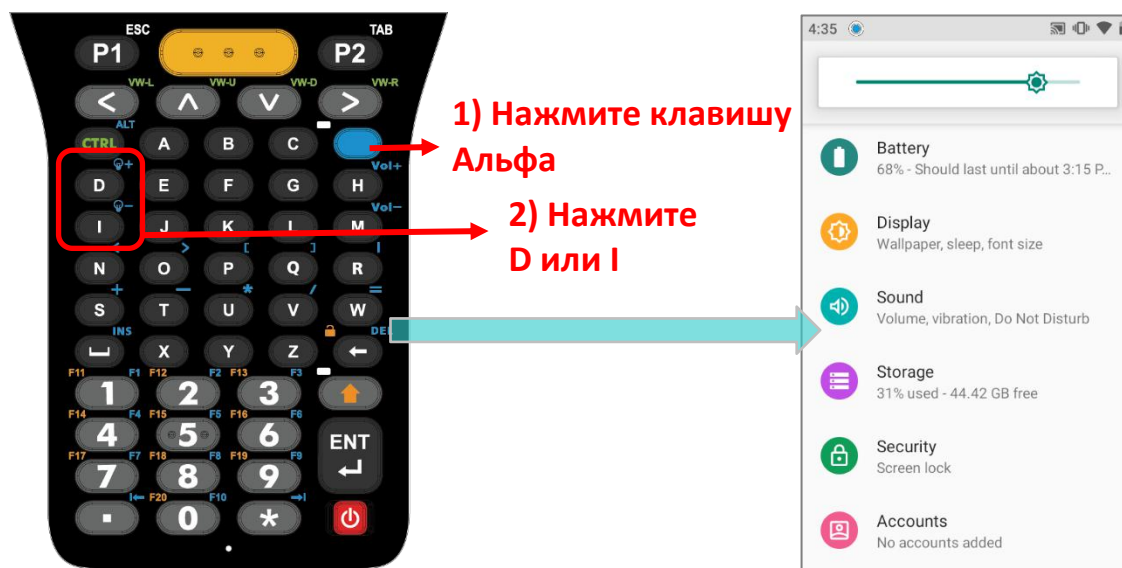 ESC TAB
P1 P2
VW-L VW-U VW-D VW-R
< ʌ v >
ALT
CTRL A B C
+ Vol+
D E F G H
- Vol-
I J K L M
< > [ ] |
N O P Q R
+ - * / =
S T U V W
INS DEL
X Y Z ←
F11 F1 F12 F2 F13 F3
1 2 3
F14 F4 F15 F5 F16 F6
4 5 6 ENT
F17 F7 F18 F8 F19 F9
7 8 9
|← F20 F10 →|
. 0 *
1) Нажмите клавишу
Альфа
2) Нажмите
D или I
4:35
Battery
68% - Should last until about 3:15 P...
Display
Wallpaper, sleep, font size
Sound
Volume, vibration, Do Not Disturb
Storage
31% used - 44.42 GB free
Security
Screen lock
Accounts
No accounts added